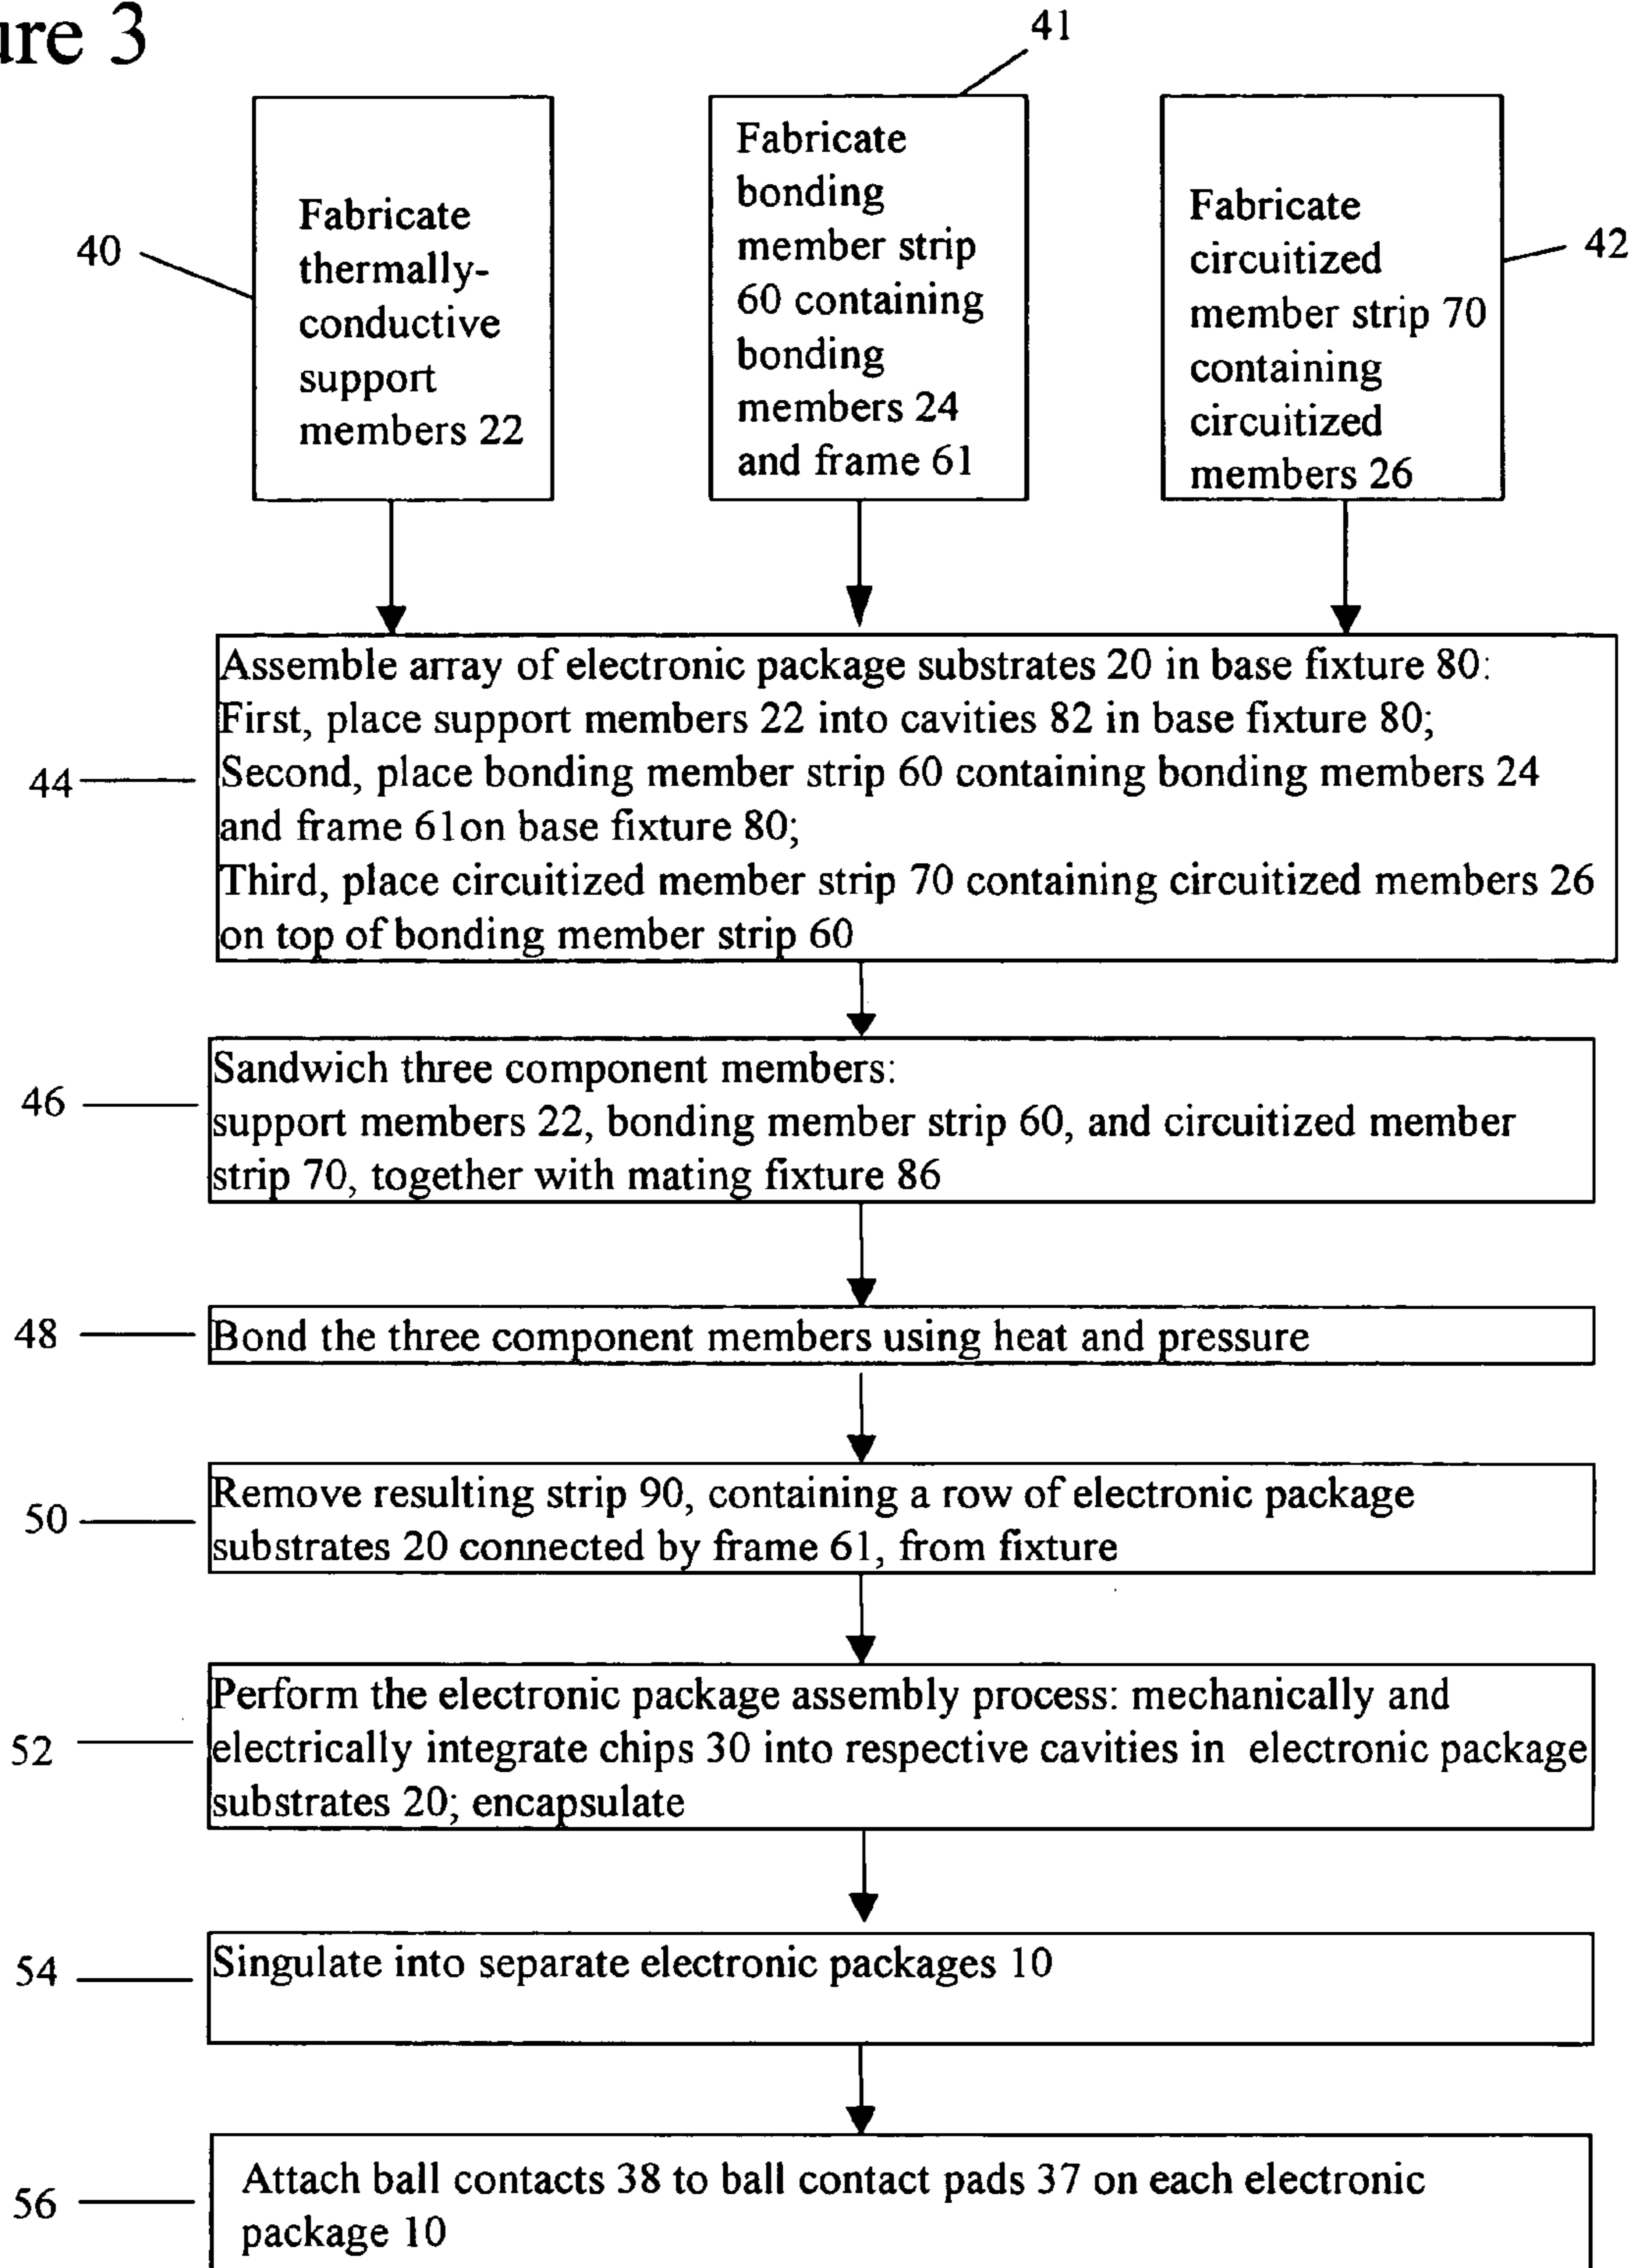 ure 3
41
Fabricate
thermally-
conductive
support
members 22
40
Fabricate
bonding
member strip
60 containing
bonding
members 24
and frame 61
Fabricate
circuitized
member strip 70
containing
circuitized
members 26
42
Assemble array of electronic package substrates 20 in base fixture 80:
First, place support members 22 into cavities 82 in base fixture 80;
Second, place bonding member strip 60 containing bonding members 24
and frame 61on base fixture 80;
Third, place circuitized member strip 70 containing circuitized members 26
on top of bonding member strip 60
44
Sandwich three component members:
support members 22, bonding member strip 60, and circuitized member
strip 70, together with mating fixture 86
46
48
Bond the three component members using heat and pressure
Remove resulting strip 90, containing a row of electronic package
substrates 20 connected by frame 61, from fixture
50
Perform the electronic package assembly process: mechanically and
electrically integrate chips 30 into respective cavities in electronic package
substrates 20; encapsulate
52
54
Singulate into separate electronic packages 10
Attach ball contacts 38 to ball contact pads 37 on each electronic
package 10
56